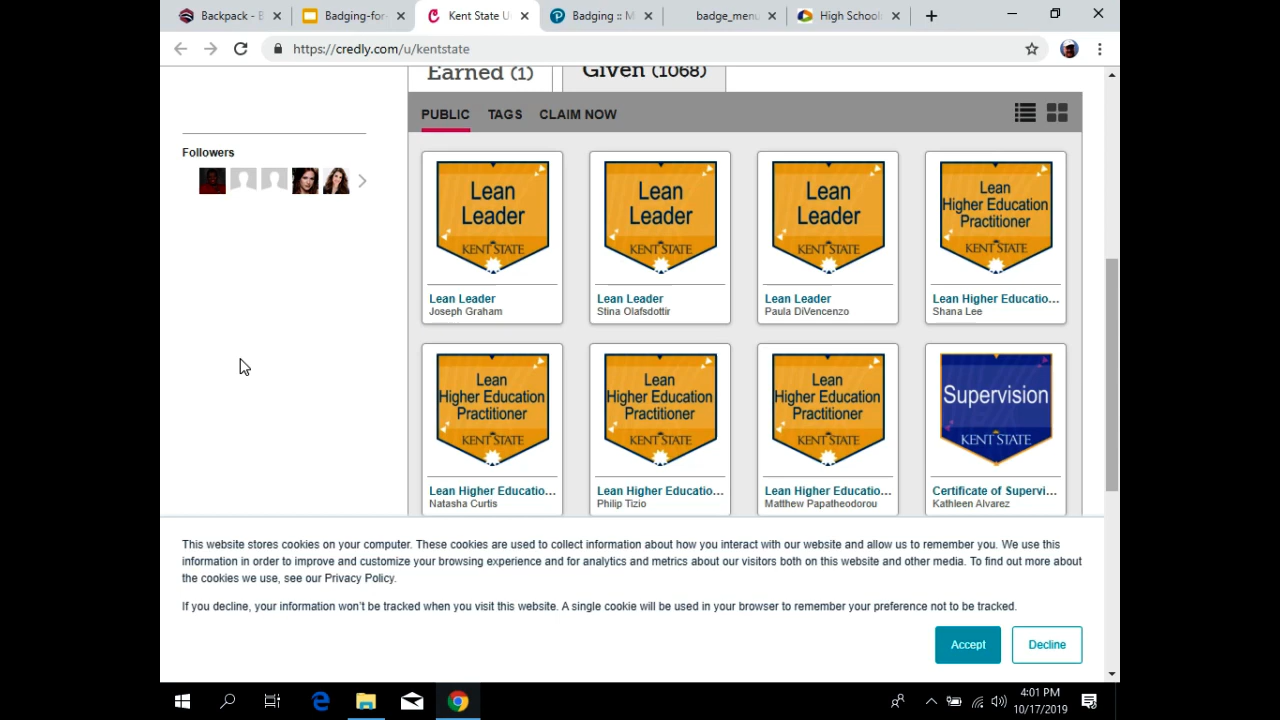 Backpack - B
Badging-for-
Kent State U
Badging :: M
badge_menu
High School
https://credly.com/u/kentstate
Earned (1)
Given (1068)
PUBLIC
TAGS
CLAIM NOW
Followers
Lean
Leader
KENT STATE
Lean Leader
Joseph Graham
Lean
Leader
KENT STATE
Lean Leader
Stina Olafsdottir
Lean
Leader
KENT STATE
Lean Leader
Paula DiVencenzo
Lean
Higher Education
Practitioner
KENT STATE
Lean Higher Educatio...
Shana Lee
Lean
Higher Education
Practitioner
KENT STATE
Lean Higher Educatio...
Natasha Curtis
Lean
Higher Education
Practitioner
KENT STATE
Lean Higher Educatio...
Philip Tizio
Lean
Higher Education
Practitioner
KENT STATE
Lean Higher Educatio...
Matthew Papatheodorou
Supervision
KENT STATE
Certificate of Supervi...
Kathleen Alvarez
This website stores cookies on your computer. These cookies are used to collect information about how you interact with our website and allow us to remember you. We use this
information in order to improve and customize your browsing experience and for analytics and metrics about our visitors both on this website and other media. To find out more about
the cookies we use, see our Privacy Policy.
If you decline, your information won't be tracked when you visit this website. A single cookie will be used in your browser to remember your preference not to be tracked.
Accept
Decline
4:01 PM
10/17/2019